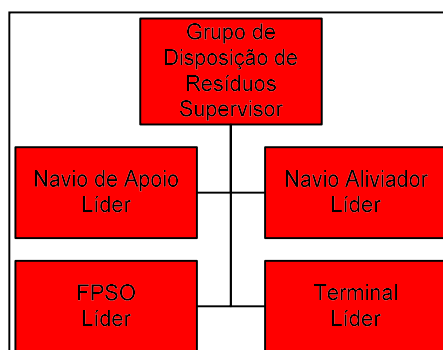 Grupo de
Disposição de
Resíduos
Supervisor
Navio de Apoio
Líder
Navio Aliviador
Líder
FPSO
Líder
Terminal
Líder